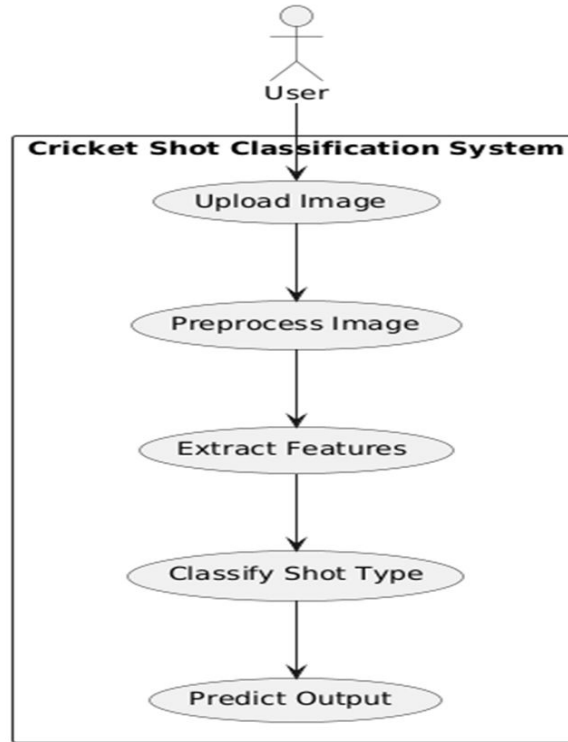 User
Cricket Shot Classification System
Upload Image
Preprocess Image
Extract Features
Classify Shot Type
Predict Output